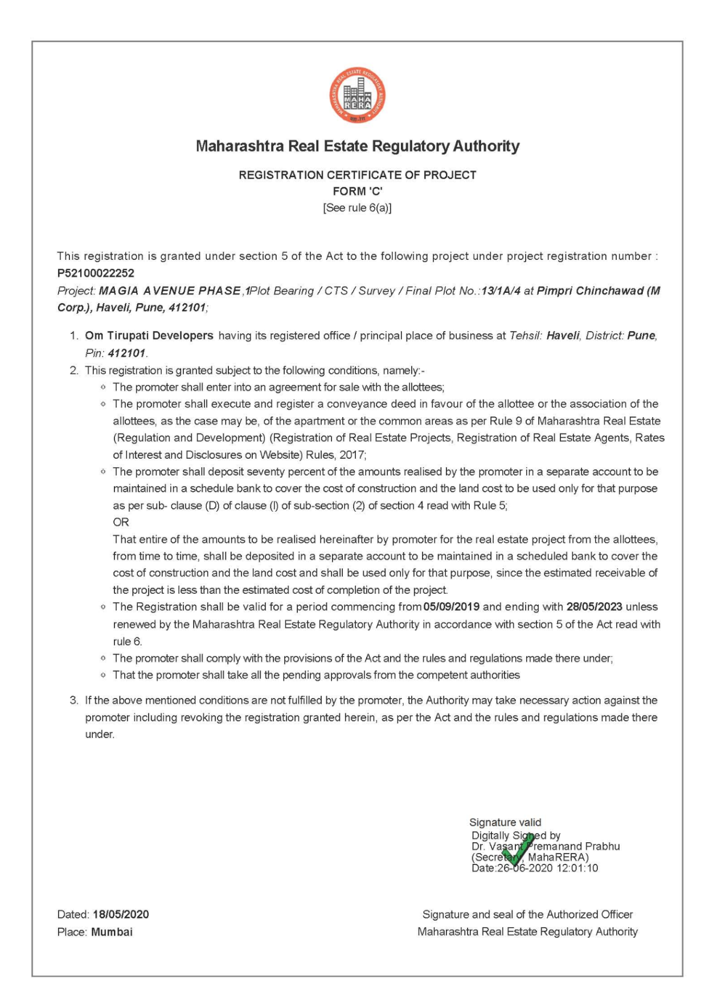 MAHARASHTRA REAL ESTATE REGULATORY AUTHORITY
MAHA
RERA
महा-रेरा
Maharashtra Real Estate Regulatory Authority
REGISTRATION CERTIFICATE OF PROJECT
FORM 'C'
[See rule 6(a)]
This registration is granted under section 5 of the Act to the following project under project registration number :
P52100022252
Project: MAGIA AVENUE PHASE ,1Plot Bearing / CTS / Survey / Final Plot No.:13/1A/4 at Pimpri Chinchawad (M
Corp.), Haveli, Pune, 412101;
1. Om Tirupati Developers having its registered office / principal place of business at Tehsil: Haveli, District: Pune,
Pin: 412101.
2. This registration is granted subject to the following conditions, namely:-
The promoter shall enter into an agreement for sale with the allottees;
The promoter shall execute and register a conveyance deed in favour of the allottee or the association of the
allottees, as the case may be, of the apartment or the common areas as per Rule 9 of Maharashtra Real Estate
(Regulation and Development) (Registration of Real Estate Projects, Registration of Real Estate Agents, Rates
of Interest and Disclosures on Website) Rules, 2017;
The promoter shall deposit seventy percent of the amounts realised by the promoter in a separate account to be
maintained in a schedule bank to cover the cost of construction and the land cost to be used only for that purpose
as per sub- clause (D) of clause (l) of sub-section (2) of section 4 read with Rule 5;
OR
That entire of the amounts to be realised hereinafter by promoter for the real estate project from the allottees,
from time to time, shall be deposited in a separate account to be maintained in a scheduled bank to cover the
cost of construction and the land cost and shall be used only for that purpose, since the estimated receivable of
the project is less than the estimated cost of completion of the project.
The Registration shall be valid for a period commencing from 05/09/2019 and ending with 28/05/2023 unless
renewed by the Maharashtra Real Estate Regulatory Authority in accordance with section 5 of the Act read with
rule 6.
The promoter shall comply with the provisions of the Act and the rules and regulations made there under;
That the promoter shall take all the pending approvals from the competent authorities
3. If the above mentioned conditions are not fulfilled by the promoter, the Authority may take necessary action against the
promoter including revoking the registration granted herein, as per the Act and the rules and regulations made there
under.
Signature valid
Digitally Signed by
Dr. Vasant Premanand Prabhu
(Secretary, MahaRERA)
Date:26-06-2020 12:01:10
Dated: 18/05/2020
Place: Mumbai
Signature and seal of the Authorized Officer
Maharashtra Real Estate Regulatory Authority